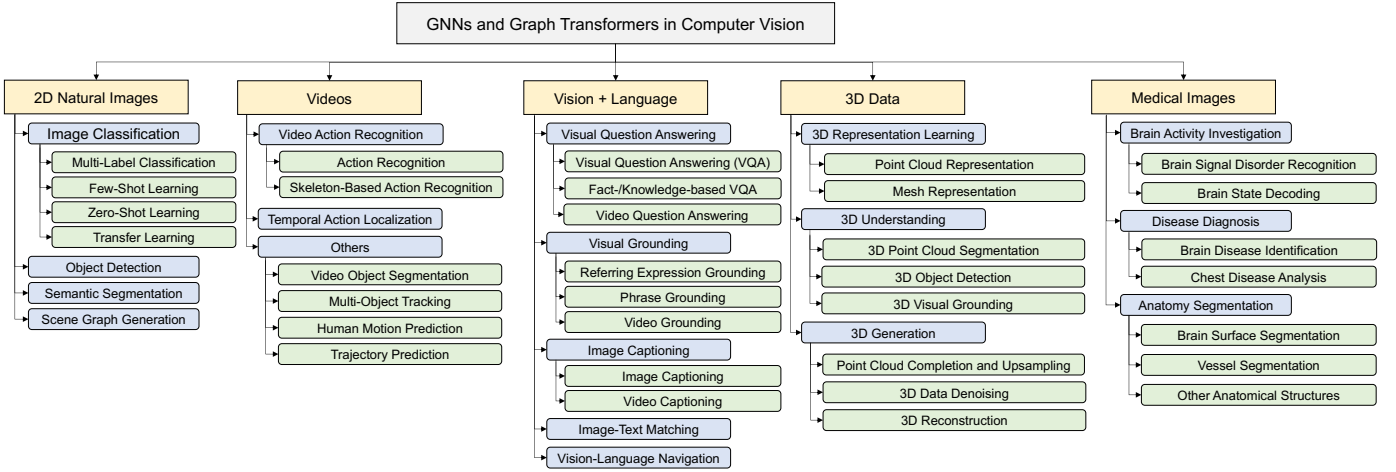 GNNs and Graph Transformers in Computer Vision
2D Natural Images
Image Classification
Multi-Label Classification
Few-Shot Learning
Zero-Shot Learning
Transfer Learning
Object Detection
Semantic Segmentation
Scene Graph Generation
Videos
Video Action Recognition
Action Recognition
Skeleton-Based Action Recognition
Temporal Action Localization
Others
Video Object Segmentation
Multi-Object Tracking
Human Motion Prediction
Trajectory Prediction
Vision + Language
Visual Question Answering
Visual Question Answering (VQA)
Fact-/Knowledge-based VQA
Video Question Answering
Visual Grounding
Referring Expression Grounding
Phrase Grounding
Video Grounding
Image Captioning
Image Captioning
Video Captioning
Image-Text Matching
Vision-Language Navigation
3D Data
3D Representation Learning
Point Cloud Representation
Mesh Representation
3D Understanding
3D Point Cloud Segmentation
3D Object Detection
3D Visual Grounding
3D Generation
Point Cloud Completion and Upsampling
3D Data Denoising
3D Reconstruction
Medical Images
Brain Activity Investigation
Brain Signal Disorder Recognition
Brain State Decoding
Disease Diagnosis
Brain Disease Identification
Chest Disease Analysis
Anatomy Segmentation
Brain Surface Segmentation
Vessel Segmentation
Other Anatomical Structures